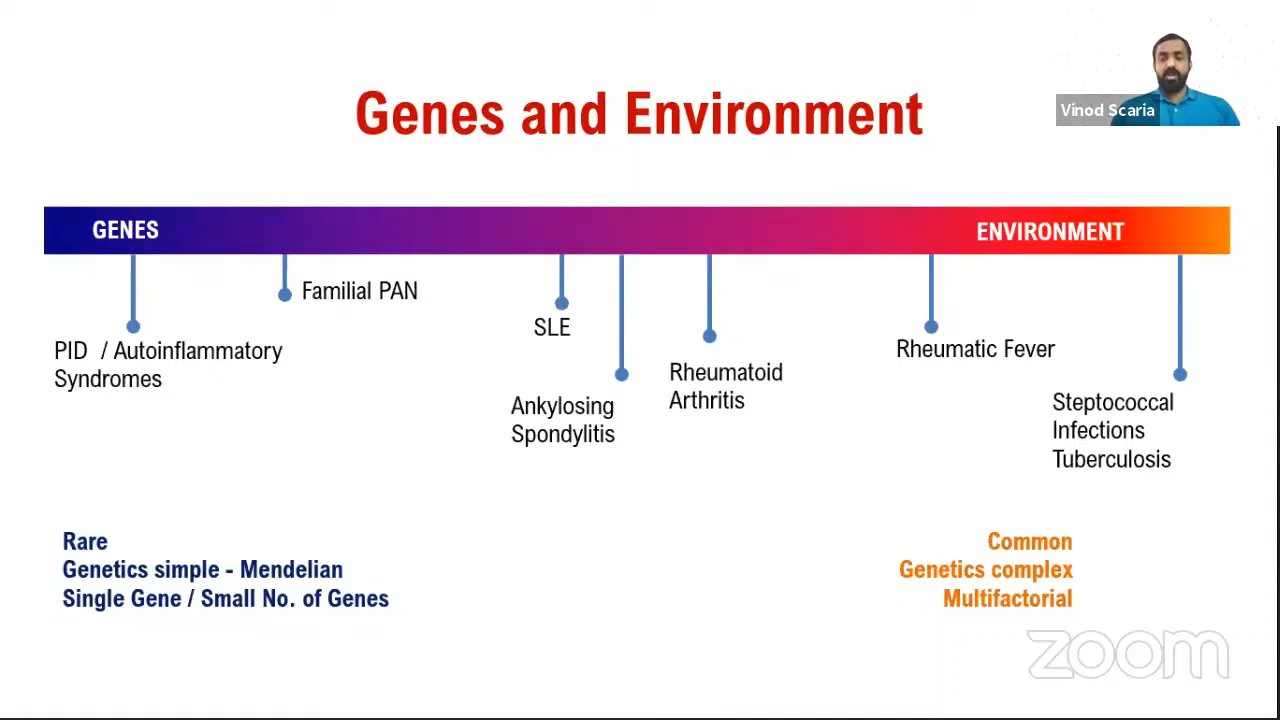 Genes and Environment
Vinod Scaria
GENES
ENVIRONMENT
Familial PAN
SLE
PID / Autoinflammatory
Syndromes
Ankylosing
Spondylitis
Rheumatoid
Arthritis
Rheumatic Fever
Steptococcal
Infections
Tuberculosis
Rare
Genetics simple - Mendelian
Single Gene / Small No. of Genes
Common
Genetics complex
Multifactorial
zoom